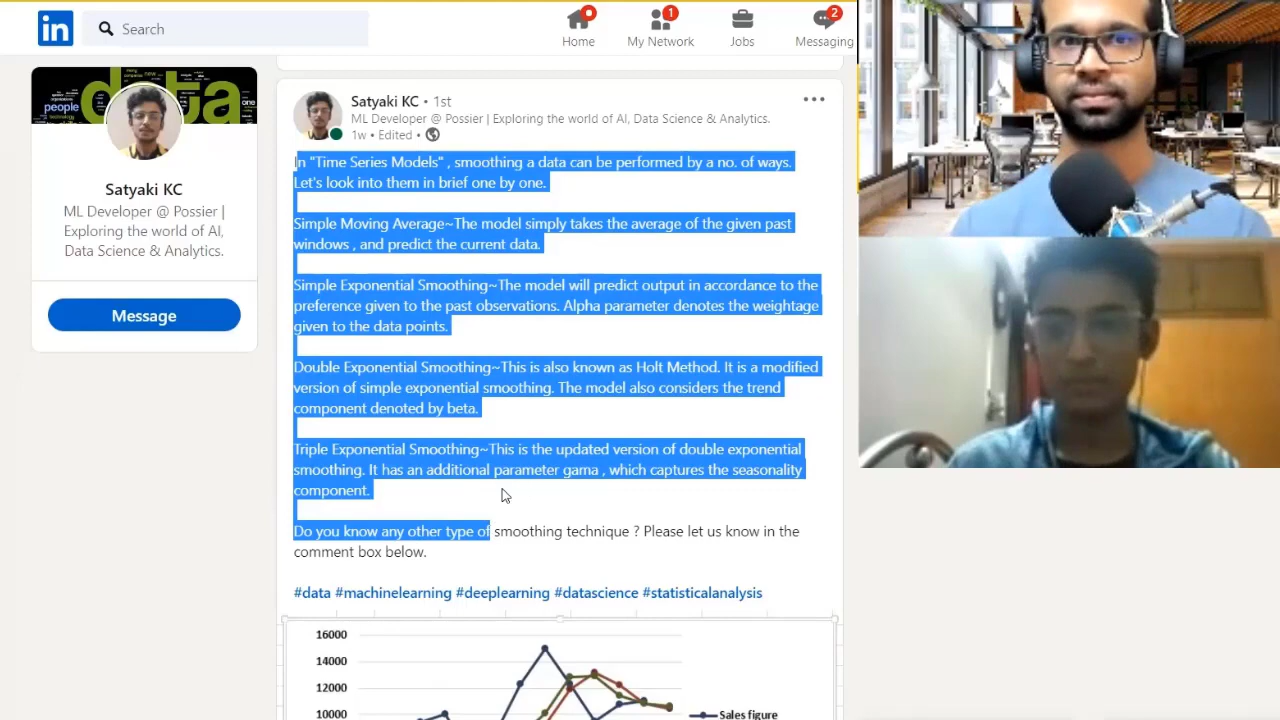 in
Search
Home
1
My Network
Jobs
2
Messaging
data
people
Satyaki KC
ML Developer @ Possier |
Exploring the world of AI,
Data Science & Analytics.
Message
Satyaki KC • 1st
ML Developer @ Possier | Exploring the world of AI, Data Science & Analytics.
1w • Edited •
In "Time Series Models" , smoothing a data can be performed by a no. of ways.
Let's look into them in brief one by one.
Simple Moving Average~The model simply takes the average of the given past
windows , and predict the current data.
Simple Exponential Smoothing~The model will predict output in accordance to the
preference given to the past observations. Alpha parameter denotes the weightage
given to the data points.
Double Exponential Smoothing~This is also known as Holt Method. It is a modified
version of simple exponential smoothing. The model also considers the trend
component denoted by beta.
Triple Exponential Smoothing~This is the updated version of double exponential
smoothing. It has an additional parameter gama , which captures the seasonality
component.
Do you know any other type of smoothing technique ? Please let us know in the
comment box below.
#data #machinelearning #deeplearning #datascience #statisticalanalysis
16000
14000
12000
10000
Sales figure